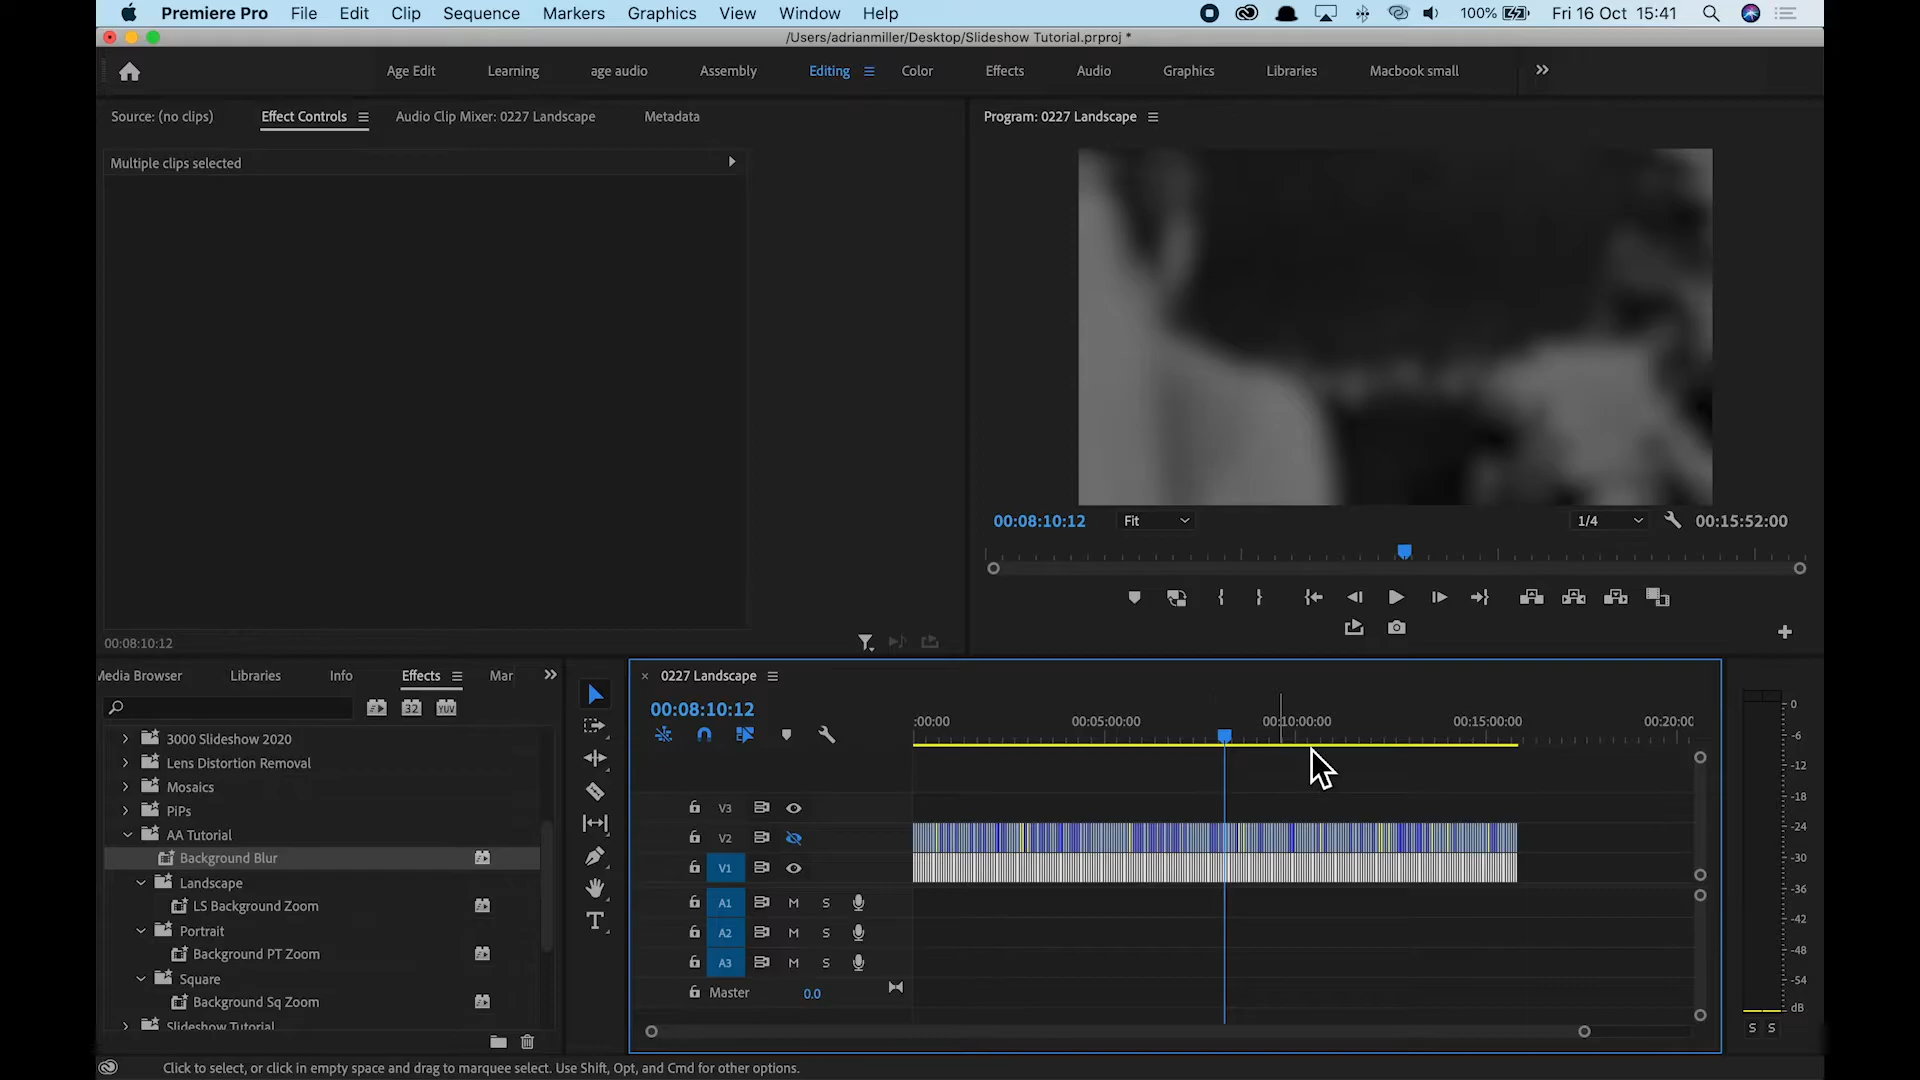 Premiere Pro File Edit Clip Sequence Markers Graphics View Window Help 100% Fri 16 Oct 15:41
/Users/adrianmiller/Desktop/Slideshow Tutorial.prproj *
Age Edit Learning age audio Assembly Editing Color Effects Audio Graphics Libraries Macbook small
Source: (no clips) Effect Controls Audio Clip Mixer: 0227 Landscape Metadata Program: 0227 Landscape
Multiple clips selected
00:08:10:12 Fit 1/4 00:15:52:00
00:08:10:12
Media Browser Libraries Info Effects Mar
32 YUV
3000 Slideshow 2020
Lens Distortion Removal
Mosaics
PiPs
AA Tutorial
Background Blur
Landscape
LS Background Zoom
Portrait
Background PT Zoom
Square
Background Sq Zoom
Slideshow Tutorial
0227 Landscape
00:08:10:12
:00:00 00:05:00:00 00:10:00:00 00:15:00:00 00:20:00
V3
V2
V1
A1 M S
A2 M S
A3 M S
Master 0.0
0
-6
-12
-18
-24
-30
-36
-42
-48
-54
dB
S S
Click to select, or click in empty space and drag to marquee select. Use Shift, Opt, and Cmd for other options.